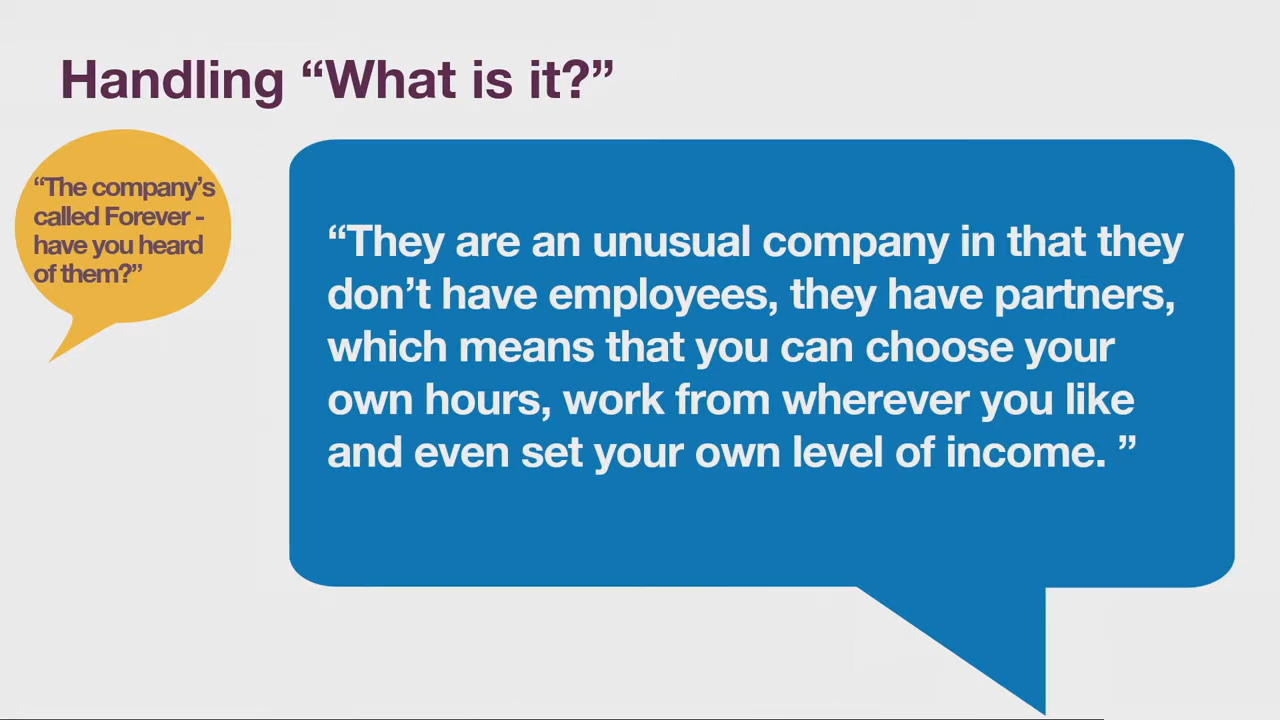 Handling “What is it?”
“The company’s
called Forever -
have you heard
of them?”
“They are an unusual company in that they
don’t have employees, they have partners,
which means that you can choose your
own hours, work from wherever you like
and even set your own level of income. ”